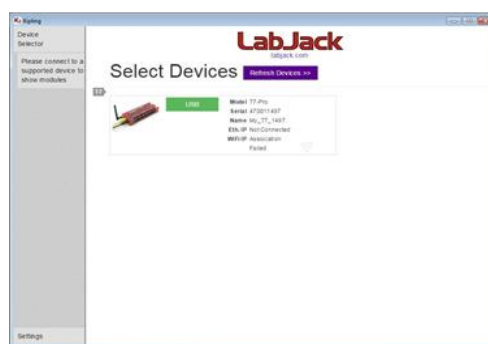 Kipling
Device
Selector
Please connect to a
supported device to
show modules
LabJack
labjack.com
Select Devices
Refresh Devices >>
T7
USB
Model T7-Pro
Serial 470011497
Name My_T7_1497
Eth. IP Not Connected
WiFi IP Association
Failed
Settings